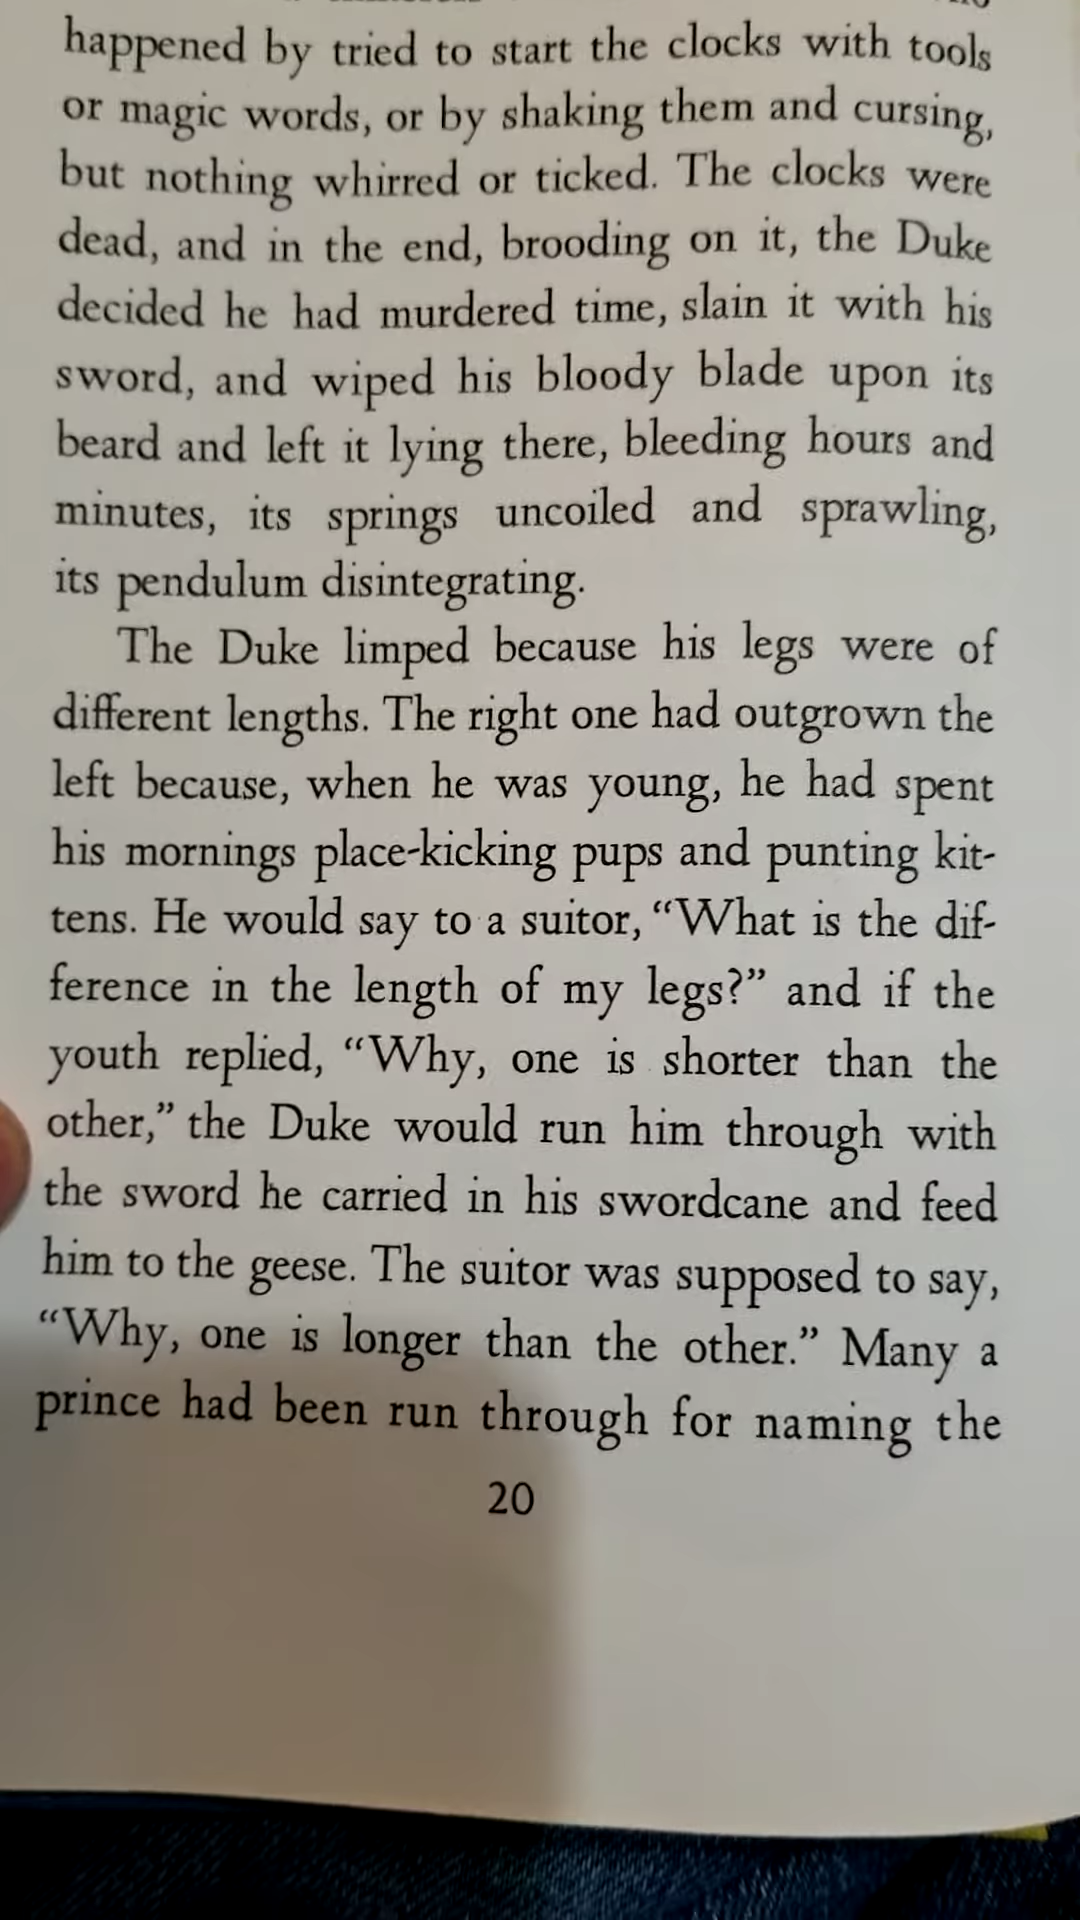 happened by tried to start the clocks with tools
or magic words, or by shaking them and cursing,
but nothing whirred or ticked. The clocks were
dead, and in the end, brooding on it, the Duke
decided he had murdered time, slain it with his
sword, and wiped his bloody blade upon its
beard and left it lying there, bleeding hours and
minutes, its springs uncoiled and sprawling,
its pendulum disintegrating.
The Duke limped because his legs were of
different lengths. The right one had outgrown the
left because, when he was young, he had spent
his mornings place-kicking pups and punting kit-
tens. He would say to a suitor, “What is the dif-
ference in the length of my legs?” and if the
youth replied, “Why, one is shorter than the
other,” the Duke would run him through with
the sword he carried in his swordcane and feed
him to the geese. The suitor was supposed to say,
“Why, one is longer than the other.” Many a
prince had been run through for naming the
20